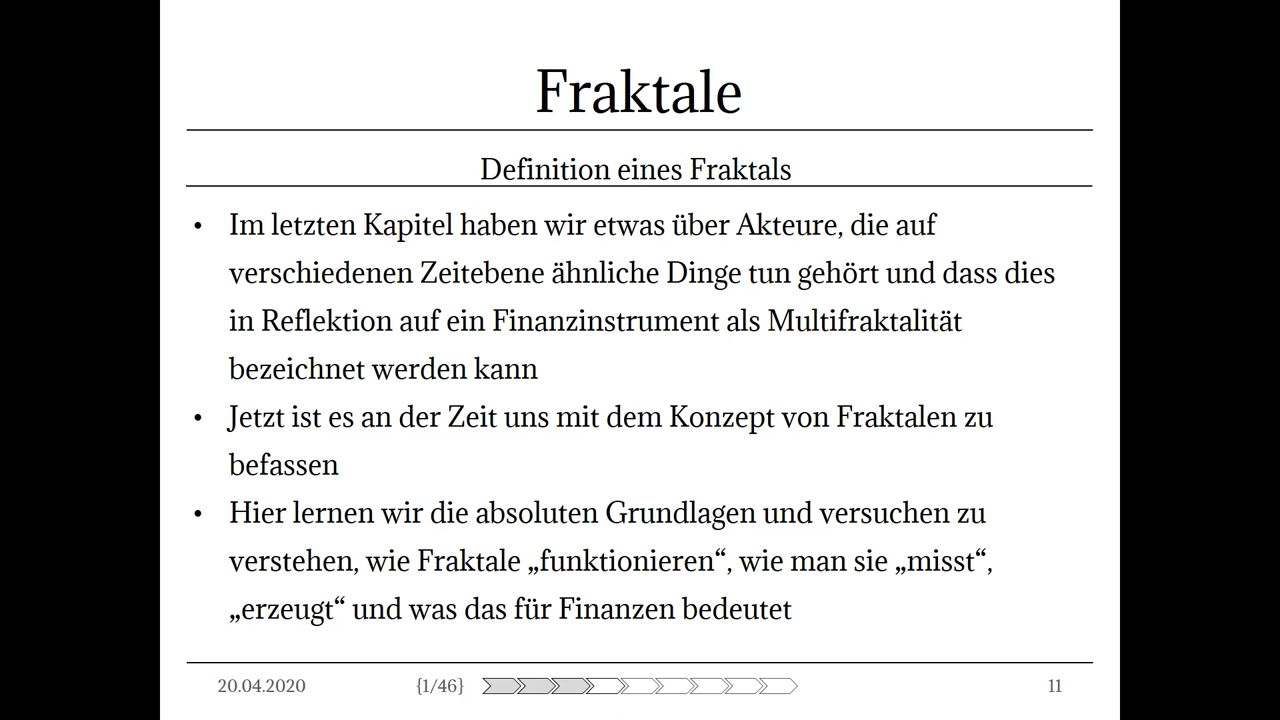 Fraktale
Definition eines Fraktals
• Im letzten Kapitel haben wir etwas über Akteure, die auf
verschiedenen Zeitebene ähnliche Dinge tun gehört und dass dies
in Reflektion auf ein Finanzinstrument als Multifraktalität
bezeichnet werden kann
• Jetzt ist es an der Zeit uns mit dem Konzept von Fraktalen zu
befassen
• Hier lernen wir die absoluten Grundlagen und versuchen zu
verstehen, wie Fraktale „funktionieren“, wie man sie „misst“,
„erzeugt“ und was das für Finanzen bedeutet
20.04.2020 {1/46} 11